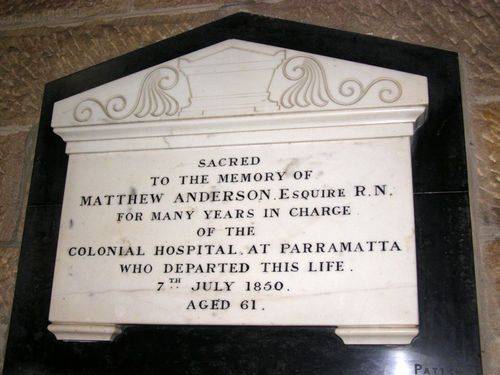 SACRED
TO THE MEMORY OF
MATTHEW ANDERSON. ESQUIRE R.N.
FOR MANY YEARS IN CHARGE
OF THE
COLONIAL HOSPITAL, AT PARRAMATTA
WHO DEPARTED THIS LIFE.
7TH JULY 1850.
AGED 61.